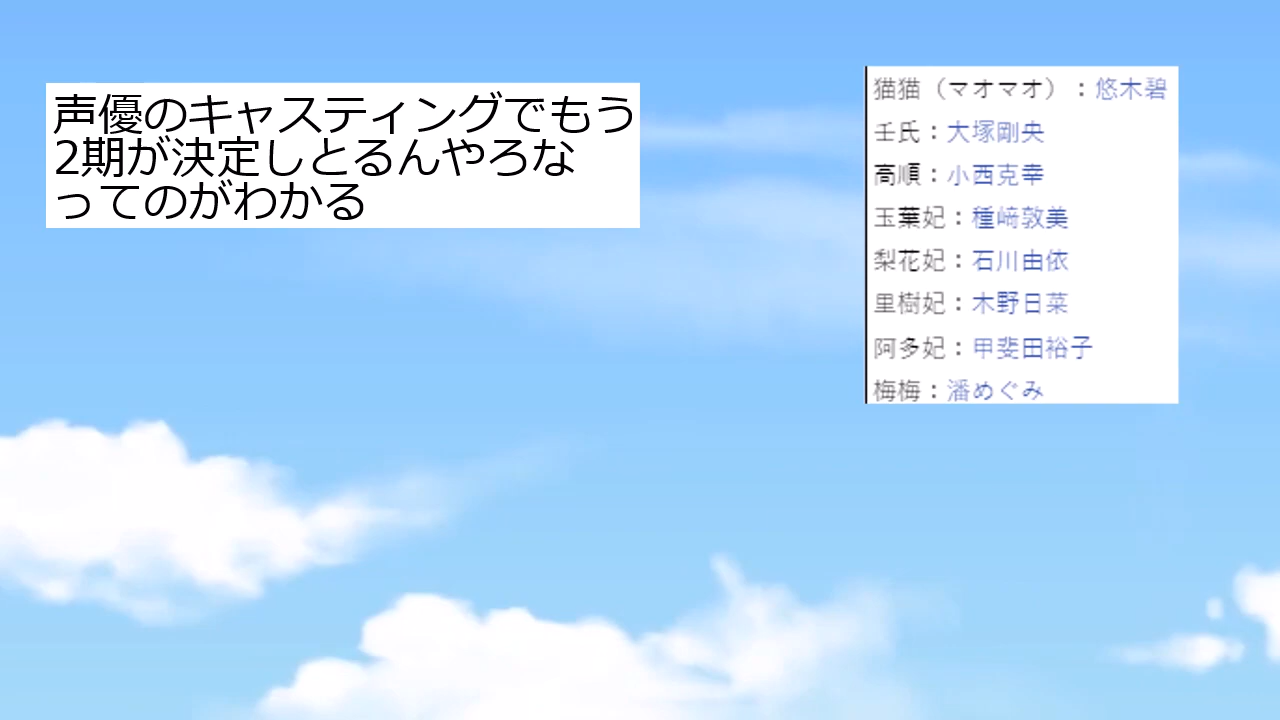 声優のキャスティングでもう
2期が決定しとるんやろな
ってのがわかる
猫猫（マオマオ）：悠木碧
壬氏：大塚剛央
高順：小西克幸
玉葉妃：種﨑敦美
梨花妃：石川由依
里樹妃：木野日菜
阿多妃：甲斐田裕子
梅梅：潘めぐみ